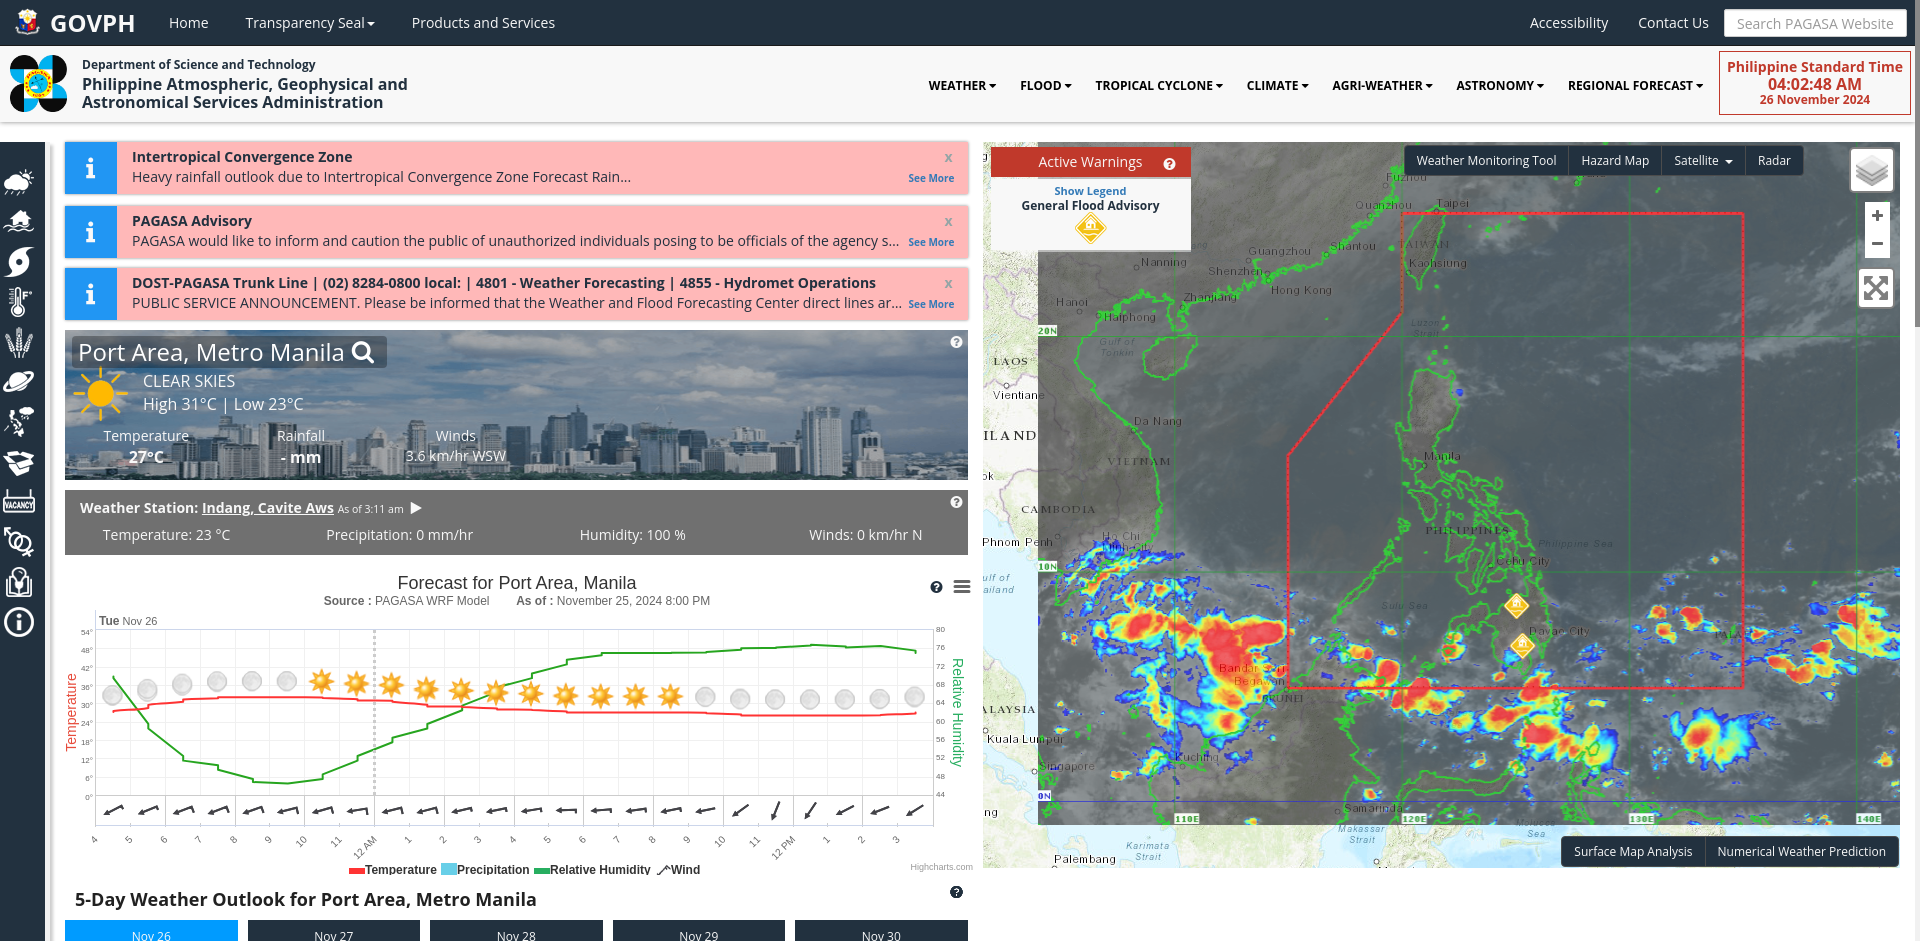 GOVPH
Home
Transparency Seal
Products and Services
Accessibility
Contact Us
Search PAGASA Website
Department of Science and Technology
Philippine Atmospheric, Geophysical and
Astronomical Services Administration
WEATHER
FLOOD
TROPICAL CYCLONE
CLIMATE
AGRI-WEATHER
ASTRONOMY
REGIONAL FORECAST
Philippine Standard Time
04:02:48 AM
26 November 2024
VACANCY
Intertropical Convergence Zone
x
Heavy rainfall outlook due to Intertropical Convergence Zone Forecast Rain...
See More
PAGASA Advisory
x
PAGASA would like to inform and caution the public of unauthorized individuals posing to be officials of the agency s...
See More
DOST-PAGASA Trunk Line | (02) 8284-0800 local: | 4801 - Weather Forecasting | 4855 - Hydromet Operations
x
PUBLIC SERVICE ANNOUNCEMENT. Please be informed that the Weather and Flood Forecasting Center direct lines ar...
See More
Port Area, Metro Manila
CLEAR SKIES
High 31°C | Low 23°C
Temperature
27°C
Rainfall
- mm
Winds
3.6 km/hr WSW
Weather Station: Indang, Cavite Aws As of 3:11 am
Temperature: 23 °C
Precipitation: 0 mm/hr
Humidity: 100 %
Winds: 0 km/hr N
Forecast for Port Area, Manila
Source : PAGASA WRF Model
As of : November 25, 2024 8:00 PM
Tue Nov 26
Temperature
54°
48°
42°
36°
30°
24°
18°
12°
6°
0°
80
76
72
68
64
60
56
52
48
44
Relative Humidity
4
5
6
7
8
9
10
11
12 AM
1
2
3
4
5
6
7
8
9
10
11
12 PM
1
2
3
Temperature
Precipitation
Relative Humidity
Wind
Highcharts.com
5-Day Weather Outlook for Port Area, Metro Manila
Nov 26
Nov 27
Nov 28
Nov 29
Nov 30
Active Warnings
Show Legend
General Flood Advisory
Weather Monitoring Tool
Hazard Map
Satellite
Radar
+
−
Fuzhou
Quanzhou
Taipei
TAIWAN
Kaohsiung
Guangzhou
Shantou
Shenzhen
Hong Kong
Nanning
Zhanjiang
Hanoi
Haiphong
Gulf of
Tonkin
Luzon
Strait
20N
LAOS
Vientiane
Da Nang
ILAND
VIETNAM
ok
Manila
CAMBODIA
Phnom Penh
Ho Chi
Minh City
PHILIPPINES
Philippine Sea
Cebu City
10N
ulf of
ailand
Sulu Sea
Davao City
PALAU
Bandar Seri
Begawan
BRUNEI
ALAYSIA
Kuala Lumpur
Kuching
Singapore
0N
ng
Samarinda
110E
120E
130E
140E
Makassar
Strait
Molucca
Sea
Karimata
Strait
Palembang
Surface Map Analysis
Numerical Weather Prediction